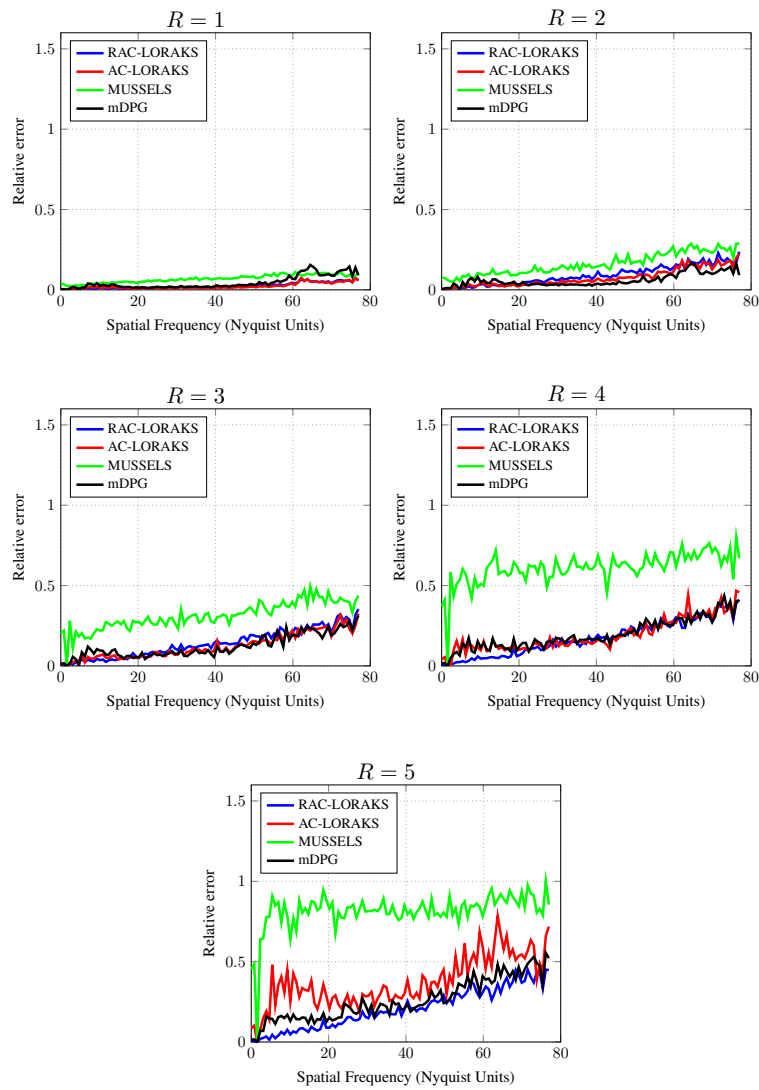 R = 1
1.5
1
0.5
0
0 20 40 60 80
Relative error
Spatial Frequency (Nyquist Units)
RAC-LORAKS
AC-LORAKS
MUSSELS
mDPG
R = 2
1.5
1
0.5
0
0 20 40 60 80
Relative error
Spatial Frequency (Nyquist Units)
RAC-LORAKS
AC-LORAKS
MUSSELS
mDPG
R = 3
1.5
1
0.5
0
0 20 40 60 80
Relative error
Spatial Frequency (Nyquist Units)
RAC-LORAKS
AC-LORAKS
MUSSELS
mDPG
R = 4
1.5
1
0.5
0
0 20 40 60 80
Relative error
Spatial Frequency (Nyquist Units)
RAC-LORAKS
AC-LORAKS
MUSSELS
mDPG
R = 5
1.5
1
0.5
0
0 20 40 60 80
Relative error
Spatial Frequency (Nyquist Units)
RAC-LORAKS
AC-LORAKS
MUSSELS
mDPG